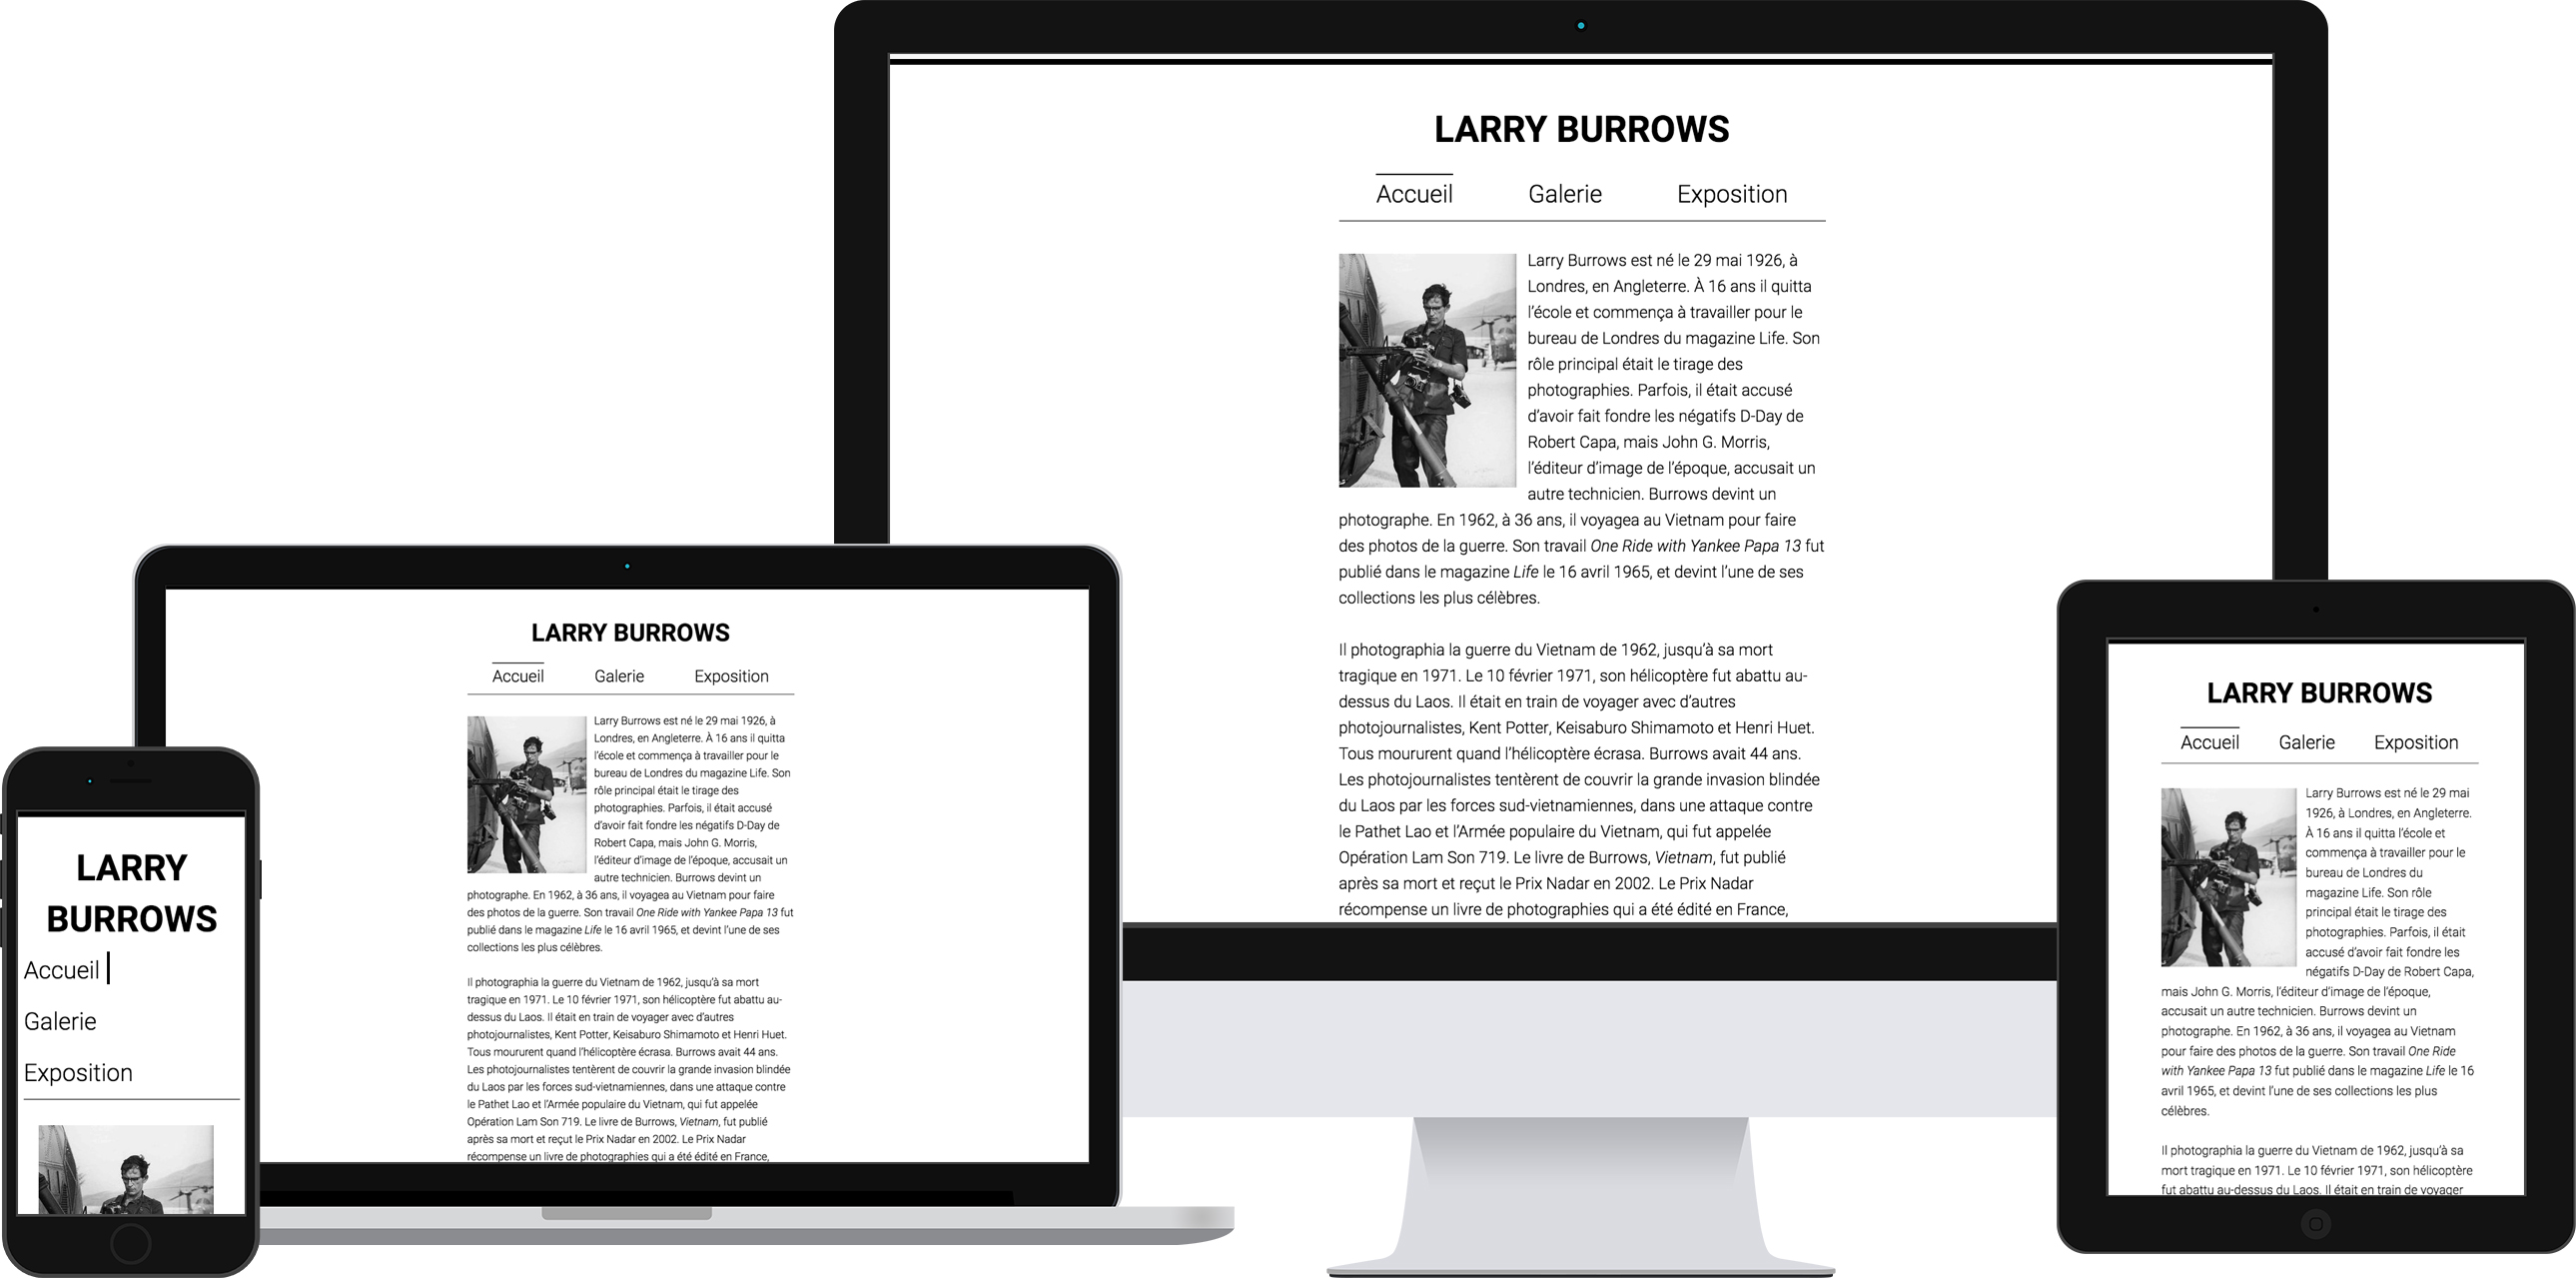 LARRY BURROWS
Accueil
Galerie
Exposition
Larry Burrows est né le 29 mai 1926, à
Londres, en Angleterre. À 16 ans il quitta
l’école et commença à travailler pour le
bureau de Londres du magazine Life. Son
rôle principal était le tirage des
photographies. Parfois, il était accusé
d’avoir fait fondre les négatifs D-Day de
Robert Capa, mais John G. Morris,
l’éditeur d’image de l’époque, accusait un
autre technicien. Burrows devint un
photographe. En 1962, à 36 ans, il voyagea au Vietnam pour faire
des photos de la guerre. Son travail One Ride with Yankee Papa 13 fut
publié dans le magazine Life le 16 avril 1965, et devint l’une de ses
collections les plus célèbres.
Il photographia la guerre du Vietnam de 1962, jusqu’à sa mort
tragique en 1971. Le 10 février 1971, son hélicoptère fut abattu au-
dessus du Laos. Il était en train de voyager avec d’autres
photojournalistes, Kent Potter, Keisaburo Shimamoto et Henri Huet.
Tous moururent quand l’hélicoptère écrasa. Burrows avait 44 ans.
Les photojournalistes tentèrent de couvrir la grande invasion blindée
du Laos par les forces sud-vietnamiennes, dans une attaque contre
le Pathet Lao et l’Armée populaire du Vietnam, qui fut appelée
Opération Lam Son 719. Le livre de Burrows, Vietnam, fut publié
après sa mort et reçut le Prix Nadar en 2002. Le Prix Nadar
récompense un livre de photographies qui a été édité en France,
LARRY BURROWS
Accueil
Galerie
Exposition
Larry Burrows est né le 29 mai 1926, à
Londres, en Angleterre. À 16 ans il quitta
l’école et commença à travailler pour le
bureau de Londres du magazine Life. Son
rôle principal était le tirage des
photographies. Parfois, il était accusé
d’avoir fait fondre les négatifs D-Day de
Robert Capa, mais John G. Morris,
l’éditeur d’image de l’époque, accusait un
autre technicien. Burrows devint un
photographe. En 1962, à 36 ans, il voyagea au Vietnam pour faire
des photos de la guerre. Son travail One Ride with Yankee Papa 13 fut
publié dans le magazine Life le 16 avril 1965, et devint l’une de ses
collections les plus célèbres.
Il photographia la guerre du Vietnam de 1962, jusqu’à sa mort
tragique en 1971. Le 10 février 1971, son hélicoptère fut abattu au-
dessus du Laos. Il était en train de voyager avec d’autres
photojournalistes, Kent Potter, Keisaburo Shimamoto et Henri Huet.
Tous moururent quand l’hélicoptère écrasa. Burrows avait 44 ans.
Les photojournalistes tentèrent de couvrir la grande invasion blindée
du Laos par les forces sud-vietnamiennes, dans une attaque contre
le Pathet Lao et l’Armée populaire du Vietnam, qui fut appelée
Opération Lam Son 719. Le livre de Burrows, Vietnam, fut publié
après sa mort et reçut le Prix Nadar en 2002. Le Prix Nadar
récompense un livre de photographies qui a été édité en France,
LARRY BURROWS
Accueil
Galerie
Exposition
Larry Burrows est né le 29 mai
1926, à Londres, en Angleterre.
À 16 ans il quitta l’école et
commença à travailler pour le
bureau de Londres du
magazine Life. Son rôle
principal était le tirage des
photographies. Parfois, il était
accusé d’avoir fait fondre les
négatifs D-Day de Robert Capa,
mais John G. Morris, l’éditeur d’image de l’époque,
accusait un autre technicien. Burrows devint un
photographe. En 1962, à 36 ans, il voyagea au Vietnam
pour faire des photos de la guerre. Son travail One Ride
with Yankee Papa 13 fut publié dans le magazine Life le 16
avril 1965, et devint l’une de ses collections les plus
célèbres.
Il photographia la guerre du Vietnam de 1962, jusqu’à sa
mort tragique en 1971. Le 10 février 1971, son hélicoptère
fut abattu au-dessus du Laos. Il était en train de voyager
LARRY
BURROWS
Accueil
Galerie
Exposition